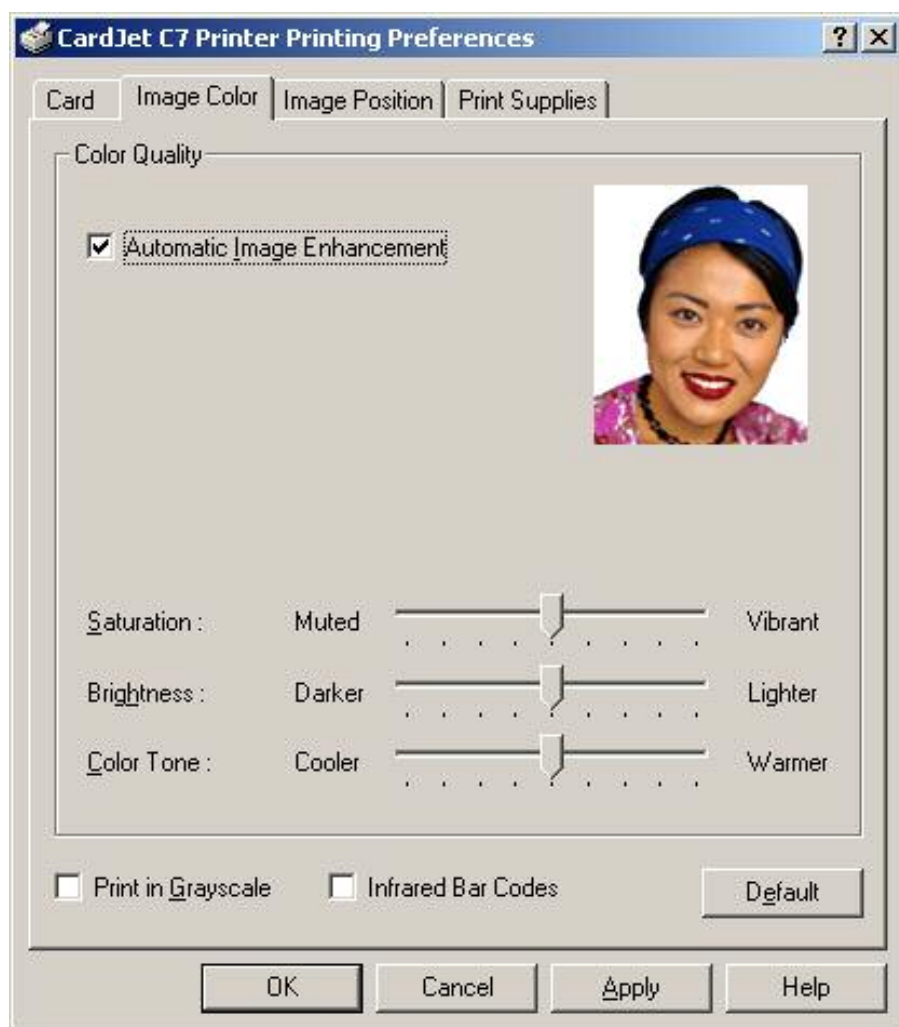 CardJet C7 Printer Printing Preferences
Card Image Color Image Position Print Supplies
Color Quality
Automatic Image Enhancement
Saturation : Muted Vibrant
Brightness : Darker Lighter
Color Tone : Cooler Warmer
Print in Grayscale Infrared Bar Codes Default
OK Cancel Apply Help